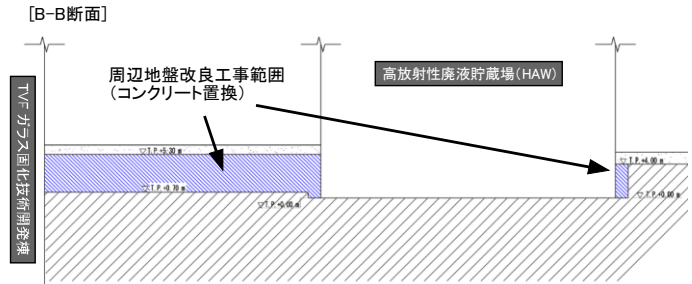 [B-B断面]
周辺地盤改良工事範囲
(コンクリート置換)
高放射性廃液貯蔵場(HAW)
TVF ガラス固化技術開発棟
▽T.P.+5.30 m
▽T.P.+0.70 m
▽T.P.+0.00 m
▽T.P.+4.00 m
▽T.P.+0.00 m